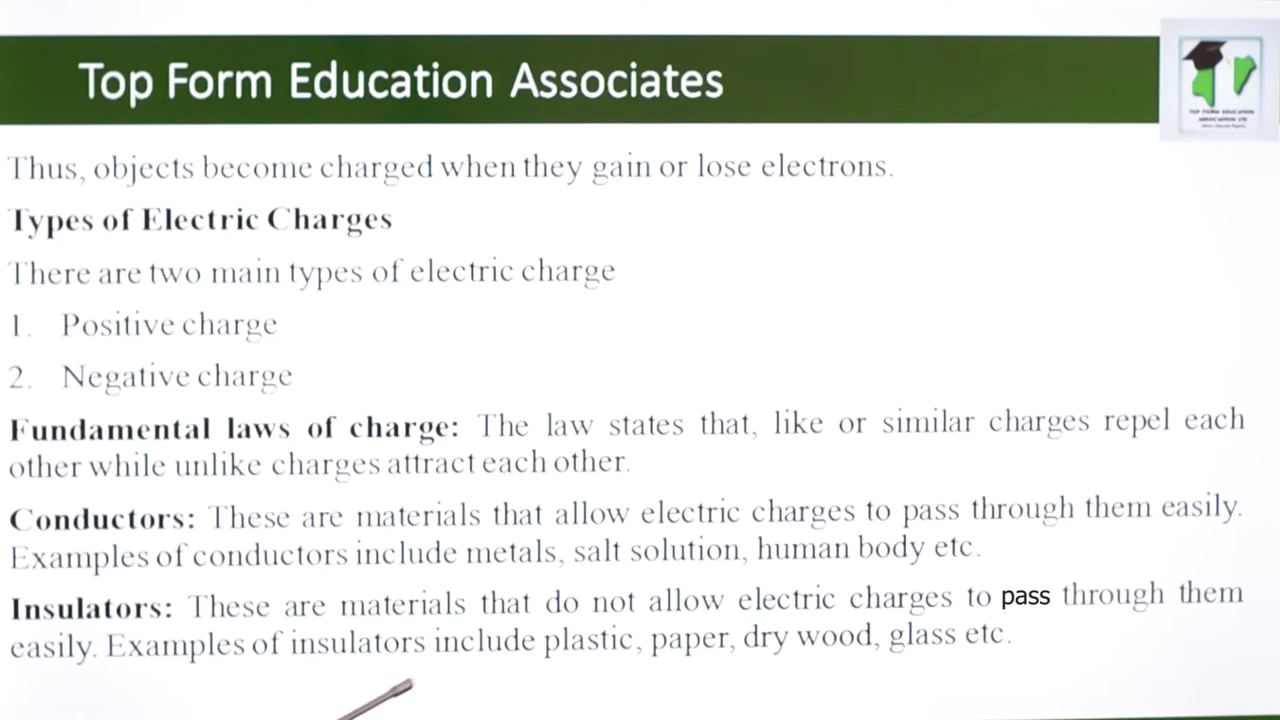 Top Form Education Associates
TOP FORM EDUCATION
ASSOCIATION LTD
Thus, objects become charged when they gain or lose electrons.
Types of Electric Charges
There are two main types of electric charge
1. Positive charge
2. Negative charge
Fundamental laws of charge: The law states that, like or similar charges repel each
other while unlike charges attract each other.
Conductors: These are materials that allow electric charges to pass through them easily.
Examples of conductors include metals, salt solution, human body etc.
Insulators: These are materials that do not allow electric charges to pass through them
easily. Examples of insulators include plastic, paper, dry wood, glass etc.